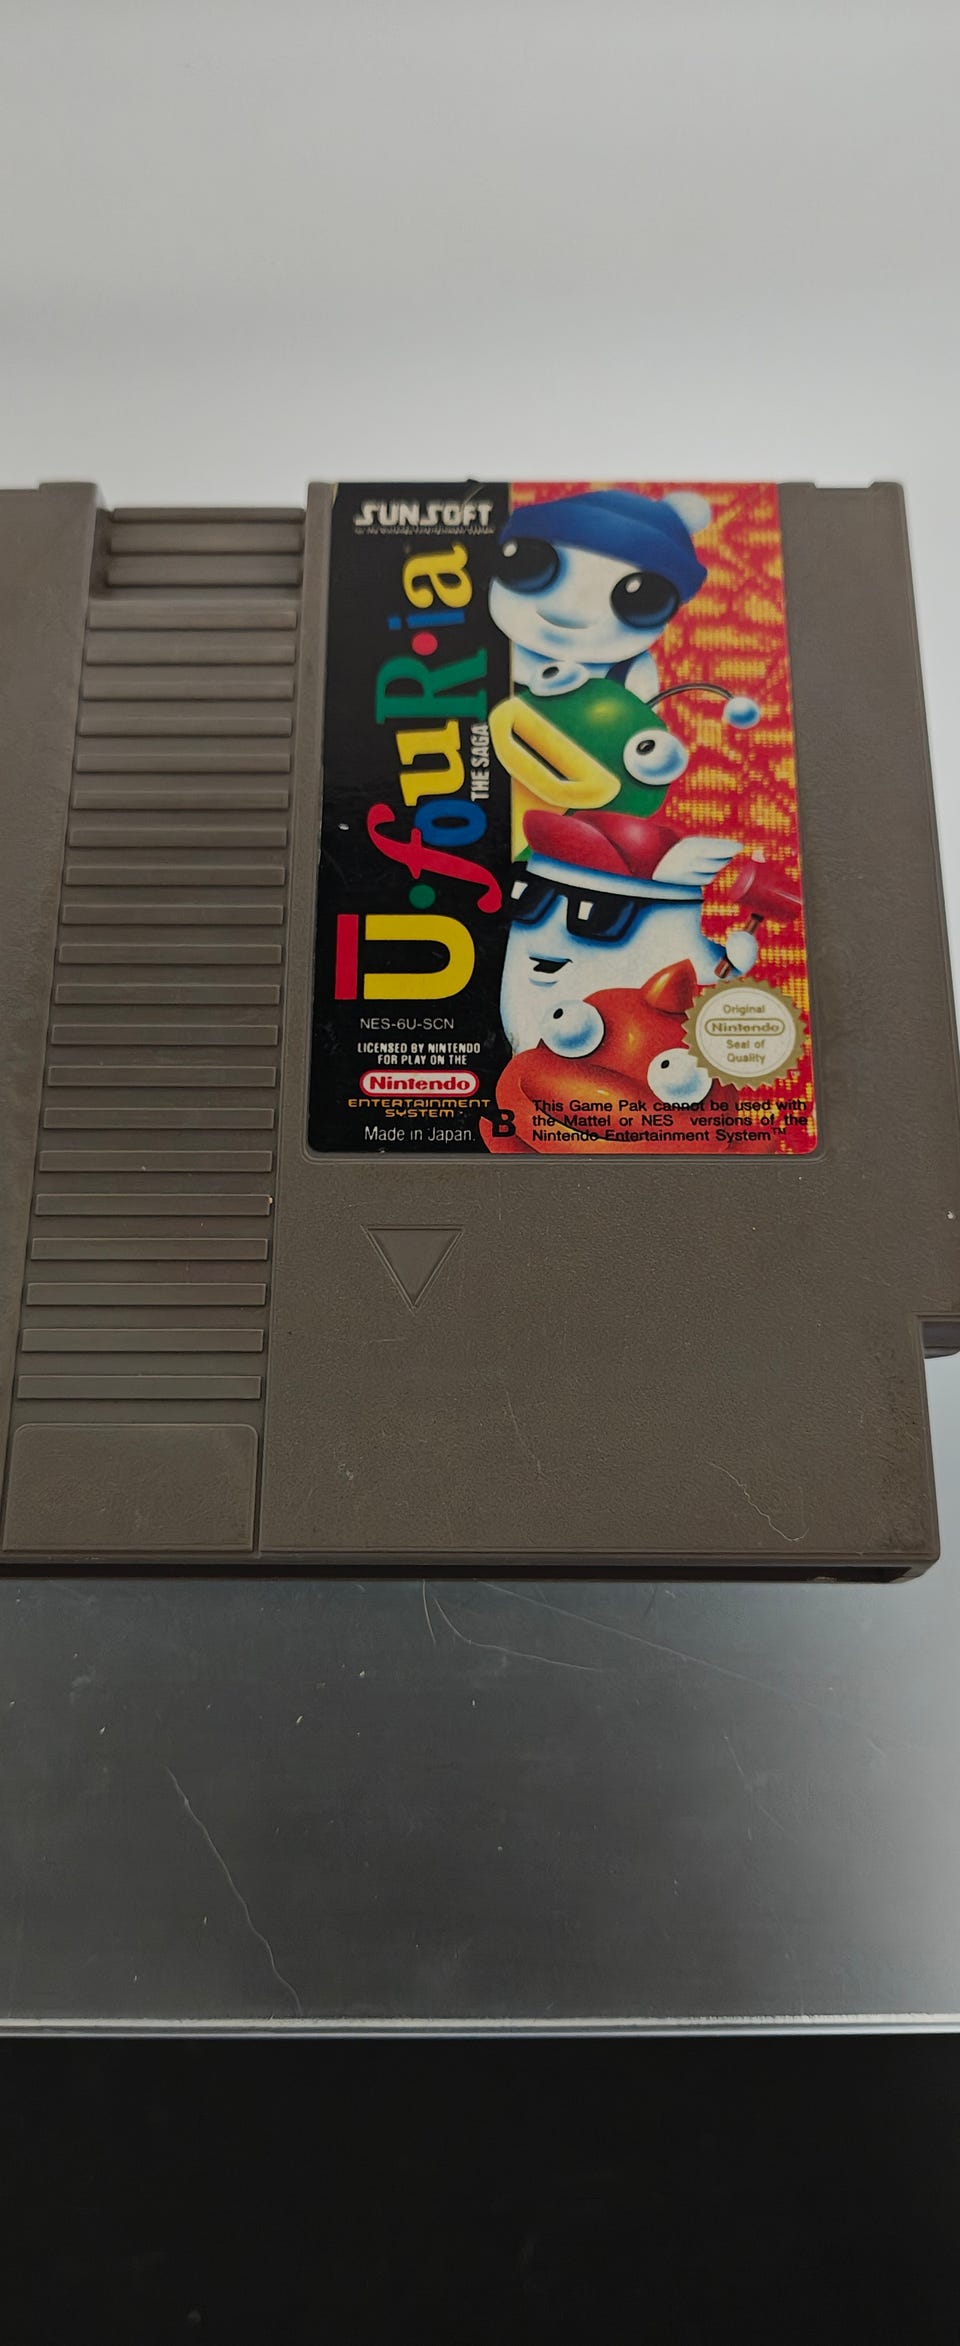 SUNSOFT
U·fouR·ia
THE SAGA
NES-6U-SCN
LICENSED BY NINTENDO
FOR PLAY ON THE
Nintendo
ENTERTAINMENT
SYSTEM
Made in Japan.
B
Original
Nintendo
Seal of
Quality
This Game Pak cannot be used with
the Mattel or NES versions of the
Nintendo Entertainment System™